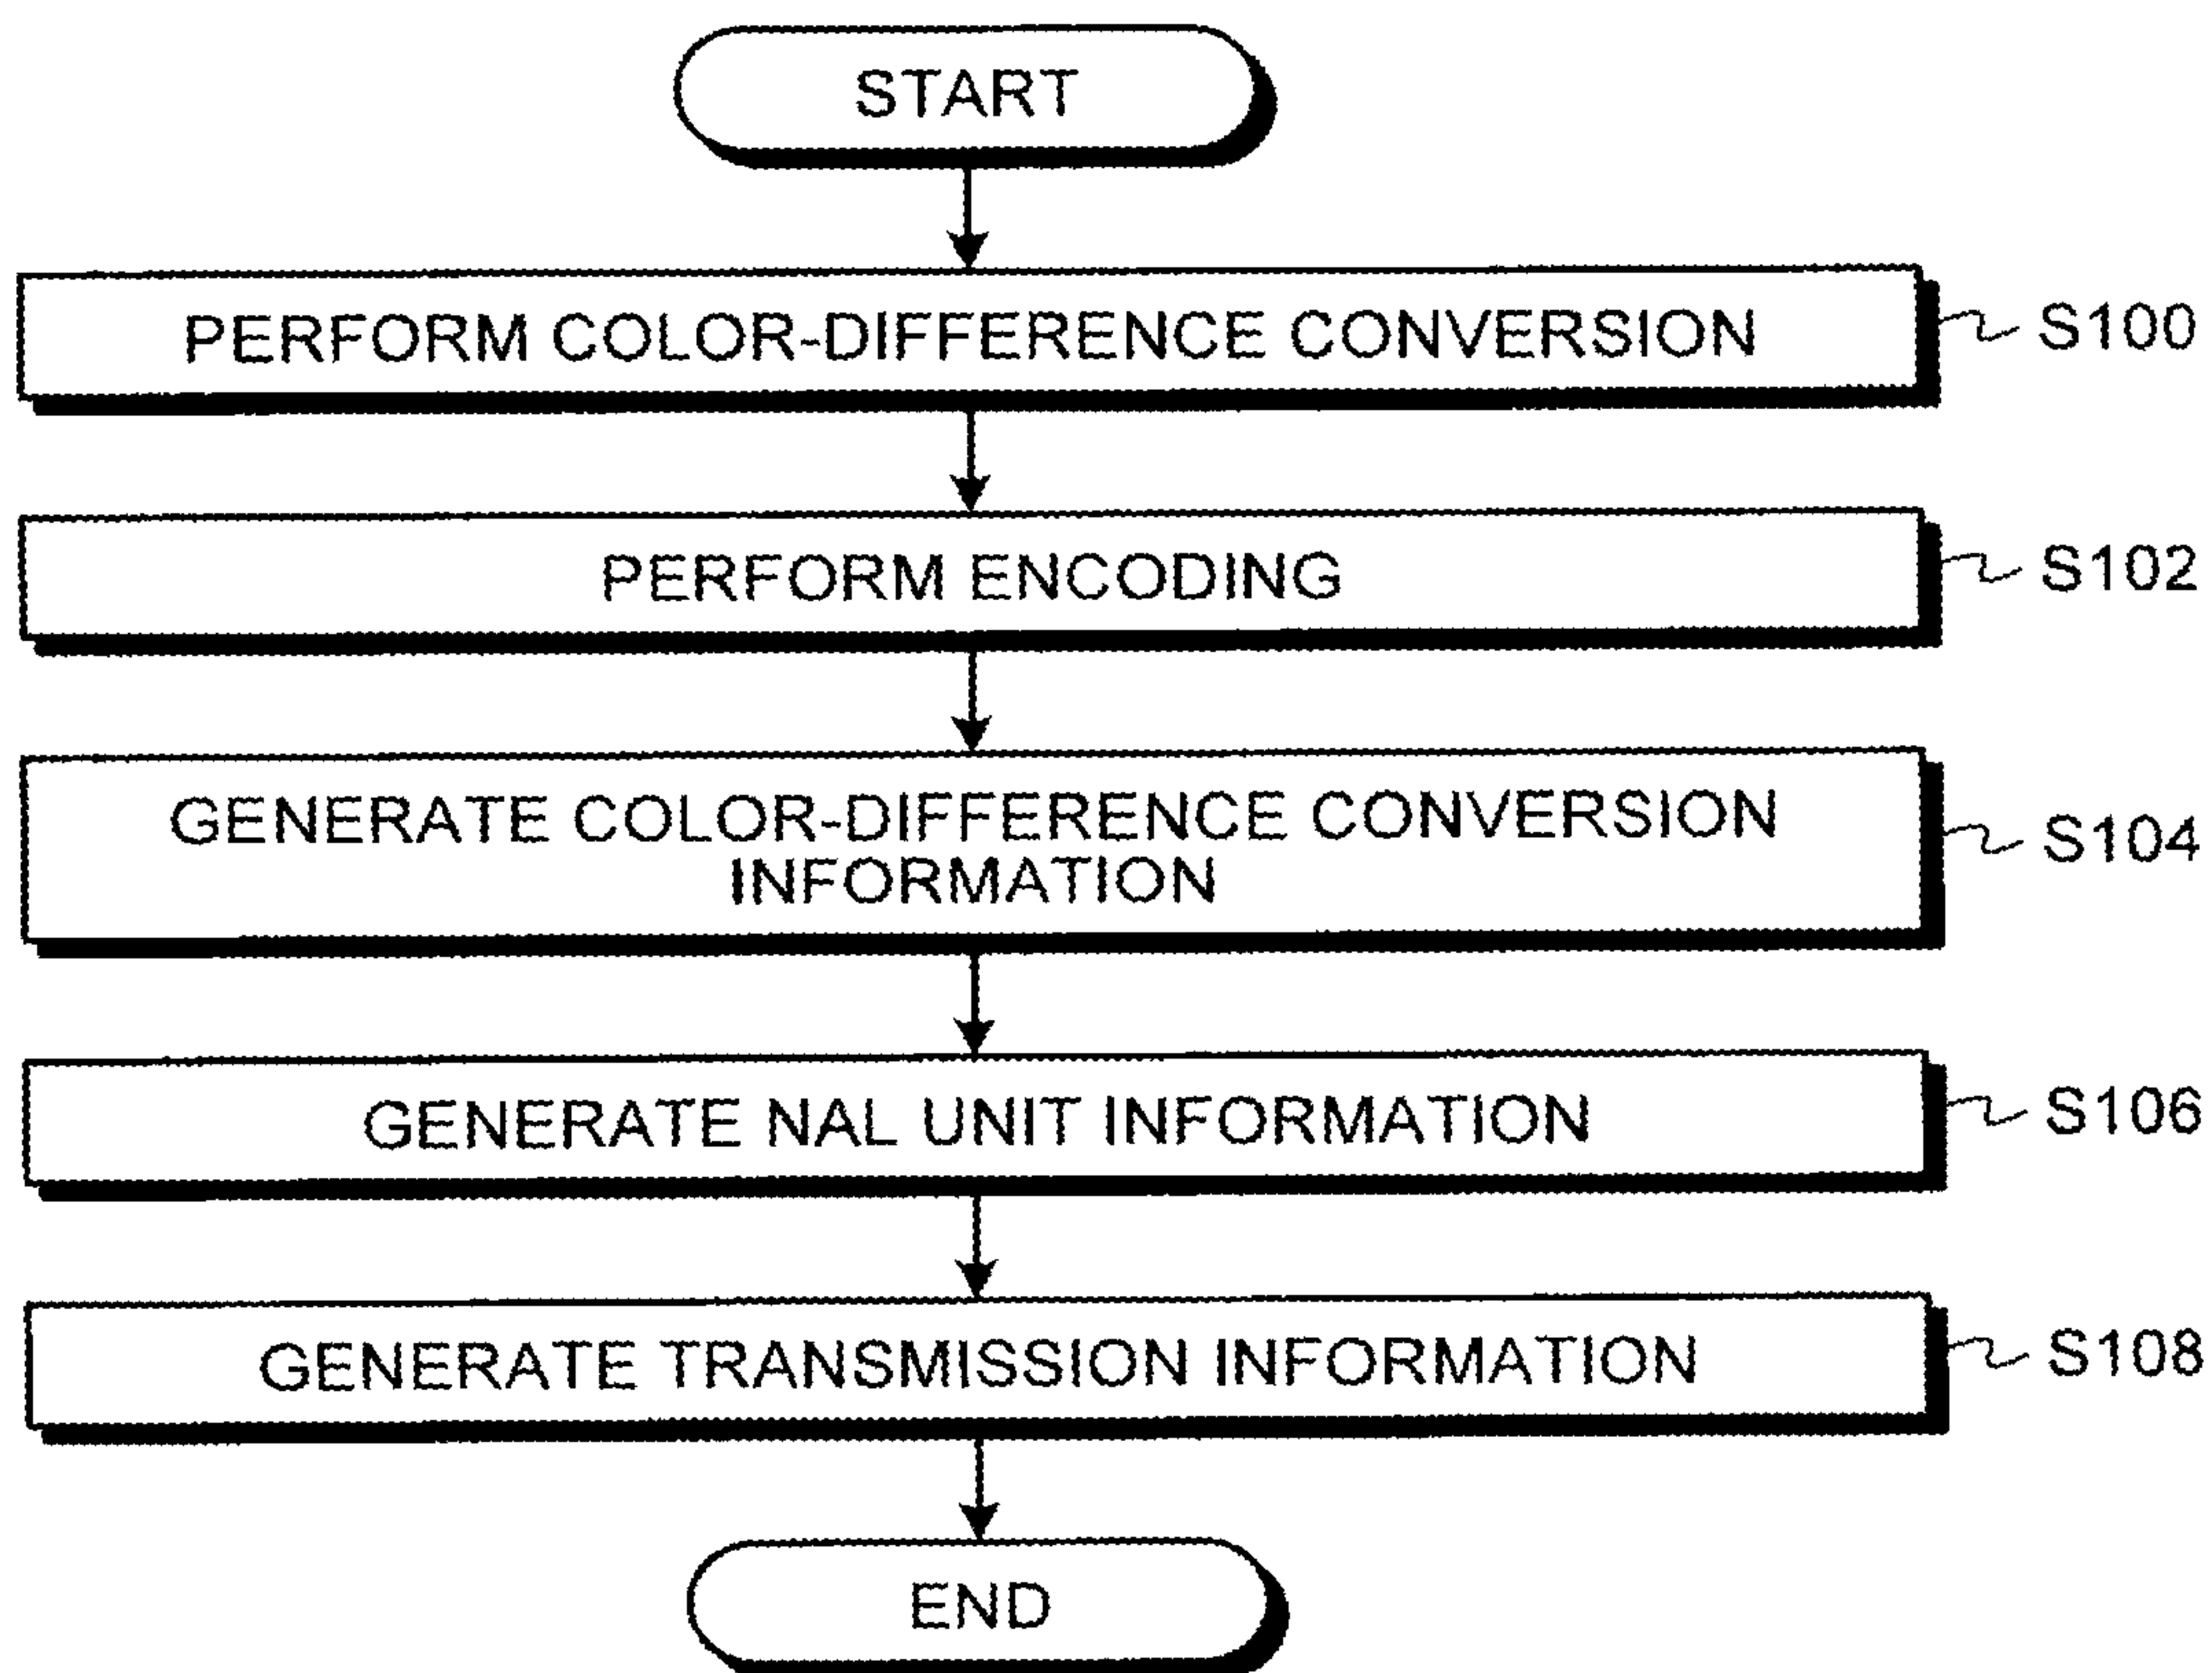 START
PERFORM COLOR-DIFFERENCE CONVERSION
S100
PERFORM ENCODING
S102
GENERATE COLOR-DIFFERENCE CONVERSION
INFORMATION
S104
GENERATE NAL UNIT INFORMATION
S106
GENERATE TRANSMISSION INFORMATION
S108
END